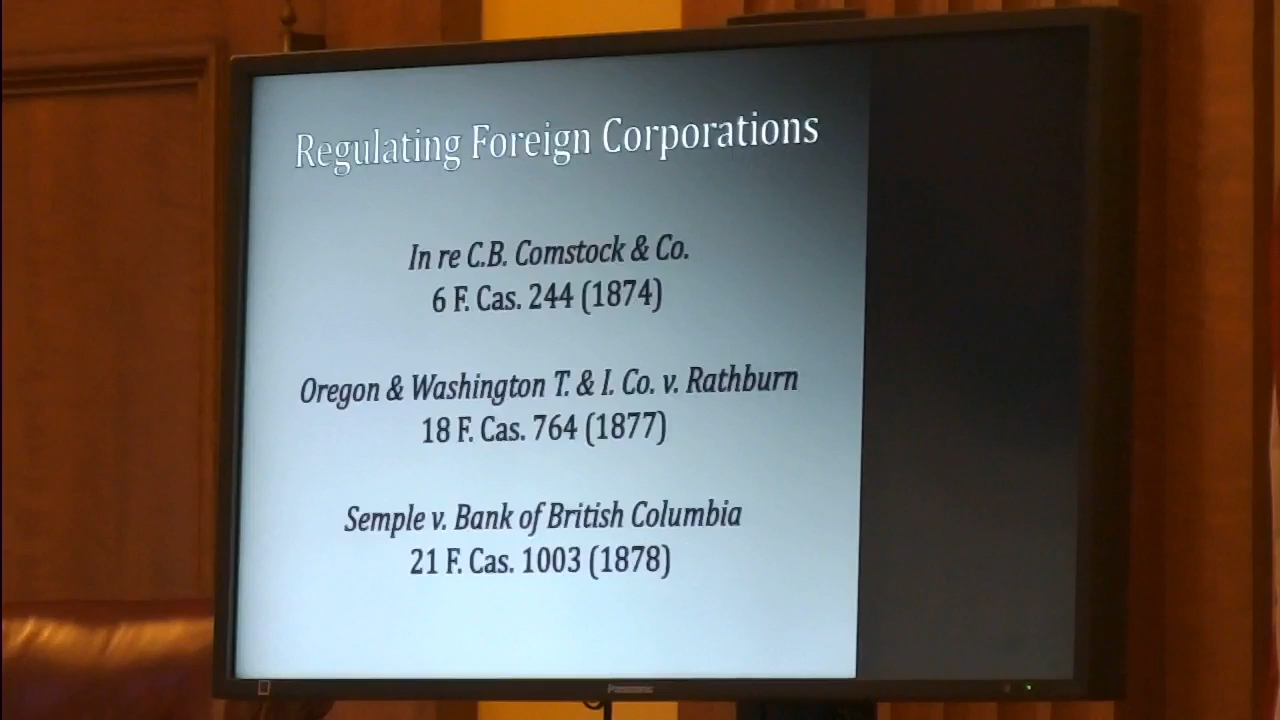 Regulating Foreign Corporations
In re C.B. Comstock & Co.
6 F. Cas. 244 (1874)
Oregon & Washington T. & I. Co. v. Rathburn
18 F. Cas. 764 (1877)
Semple v. Bank of British Columbia
21 F. Cas. 1003 (1878)
Panasonic